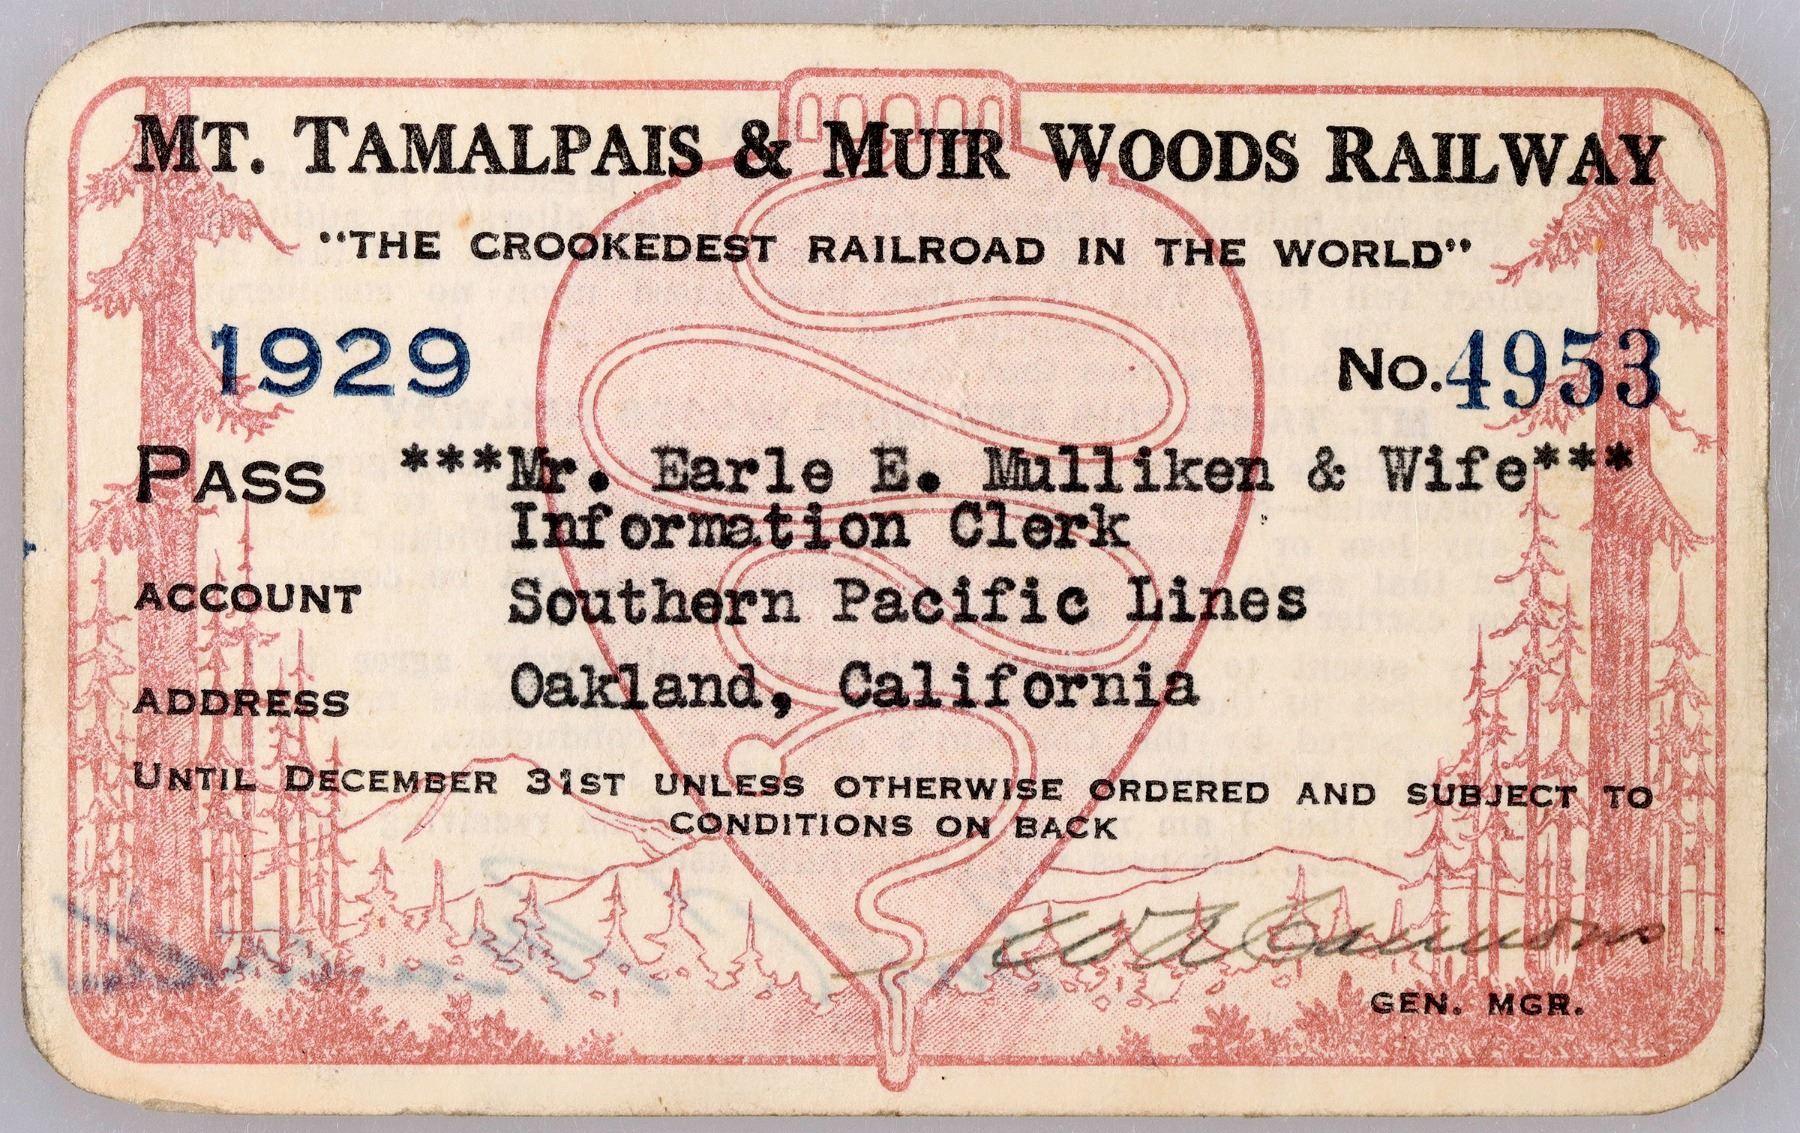 MT. TAMALPAIS & MUIR WOODS RAILWAY
"THE CROOKEDEST RAILROAD IN THE WORLD"
1929 No. 4953
PASS ***Mr. Earle E. Mulliken & Wife***
Information Clerk
ACCOUNT Southern Pacific Lines
ADDRESS Oakland, California
UNTIL DECEMBER 31ST UNLESS OTHERWISE ORDERED AND SUBJECT TO
CONDITIONS ON BACK
GEN. MGR.